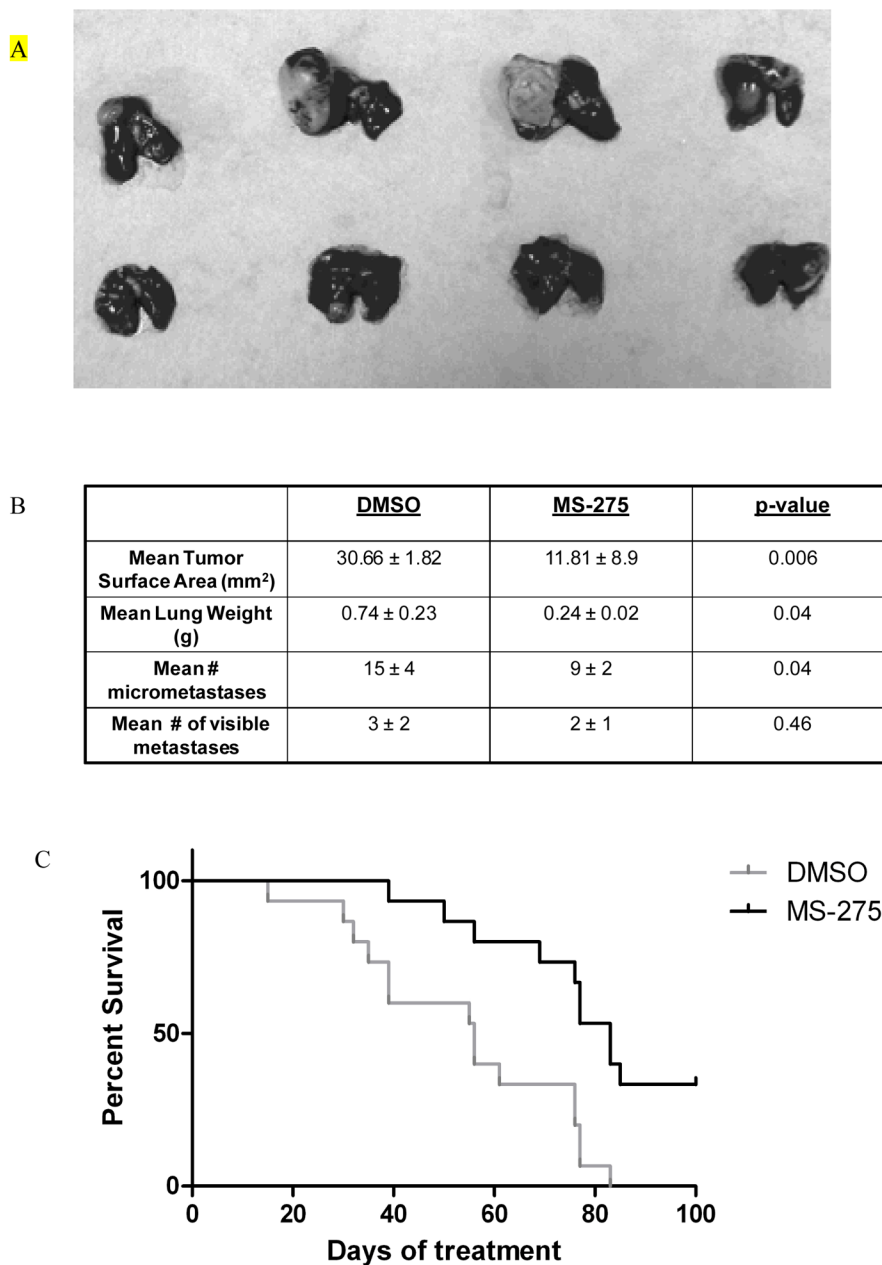 A
B
DMSO MS-275 p-value
Mean Tumor
Surface Area (mm²) 30.66 ± 1.82 11.81 ± 8.9 0.006
Mean Lung Weight
(g) 0.74 ± 0.23 0.24 ± 0.02 0.04
Mean #
micrometastases 15 ± 4 9 ± 2 0.04
Mean # of visible
metastases 3 ± 2 2 ± 1 0.46
C
DMSO
MS-275
Percent Survival
100
50
0
0 20 40 60 80 100
Days of treatment